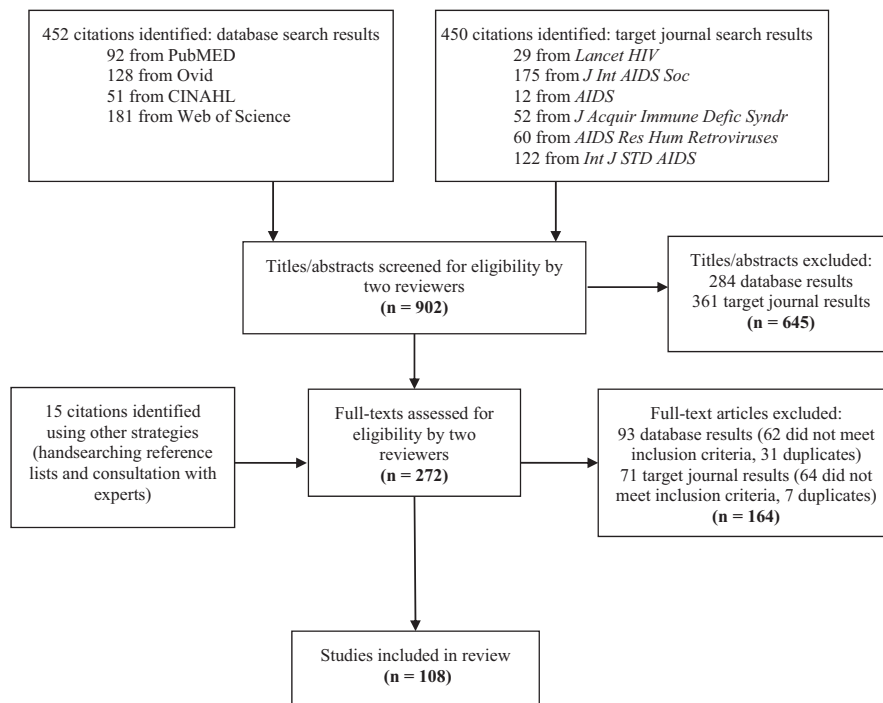 452 citations identified: database search results
92 from PubMED
128 from Ovid
51 from CINAHL
181 from Web of Science
450 citations identified: target journal search results
29 from Lancet HIV
175 from J Int AIDS Soc
12 from AIDS
52 from J Acquir Immune Defic Syndr
60 from AIDS Res Hum Retroviruses
122 from Int J STD AIDS
Titles/abstracts screened for eligibility by
two reviewers
(n = 902)
Titles/abstracts excluded:
284 database results
361 target journal results
(n = 645)
15 citations identified
using other strategies
(handsearching reference
lists and consultation with
experts)
Full-texts assessed for
eligibility by two
reviewers
(n = 272)
Full-text articles excluded:
93 database results (62 did not meet
inclusion criteria, 31 duplicates)
71 target journal results (64 did not
meet inclusion criteria, 7 duplicates)
(n = 164)
Studies included in review
(n = 108)